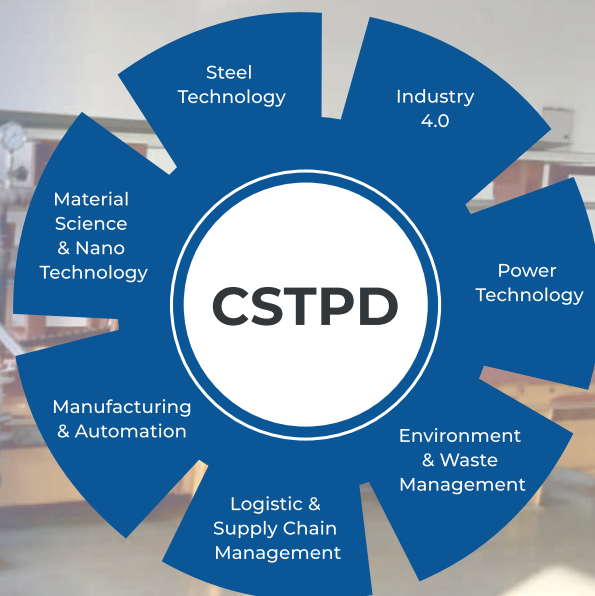 Steel
Technology
Industry
4.0
Power
Technology
Environment
& Waste
Management
Logistic &
Supply Chain
Management
Manufacturing
& Automation
Material
Science
& Nano
Technology
CSTPD